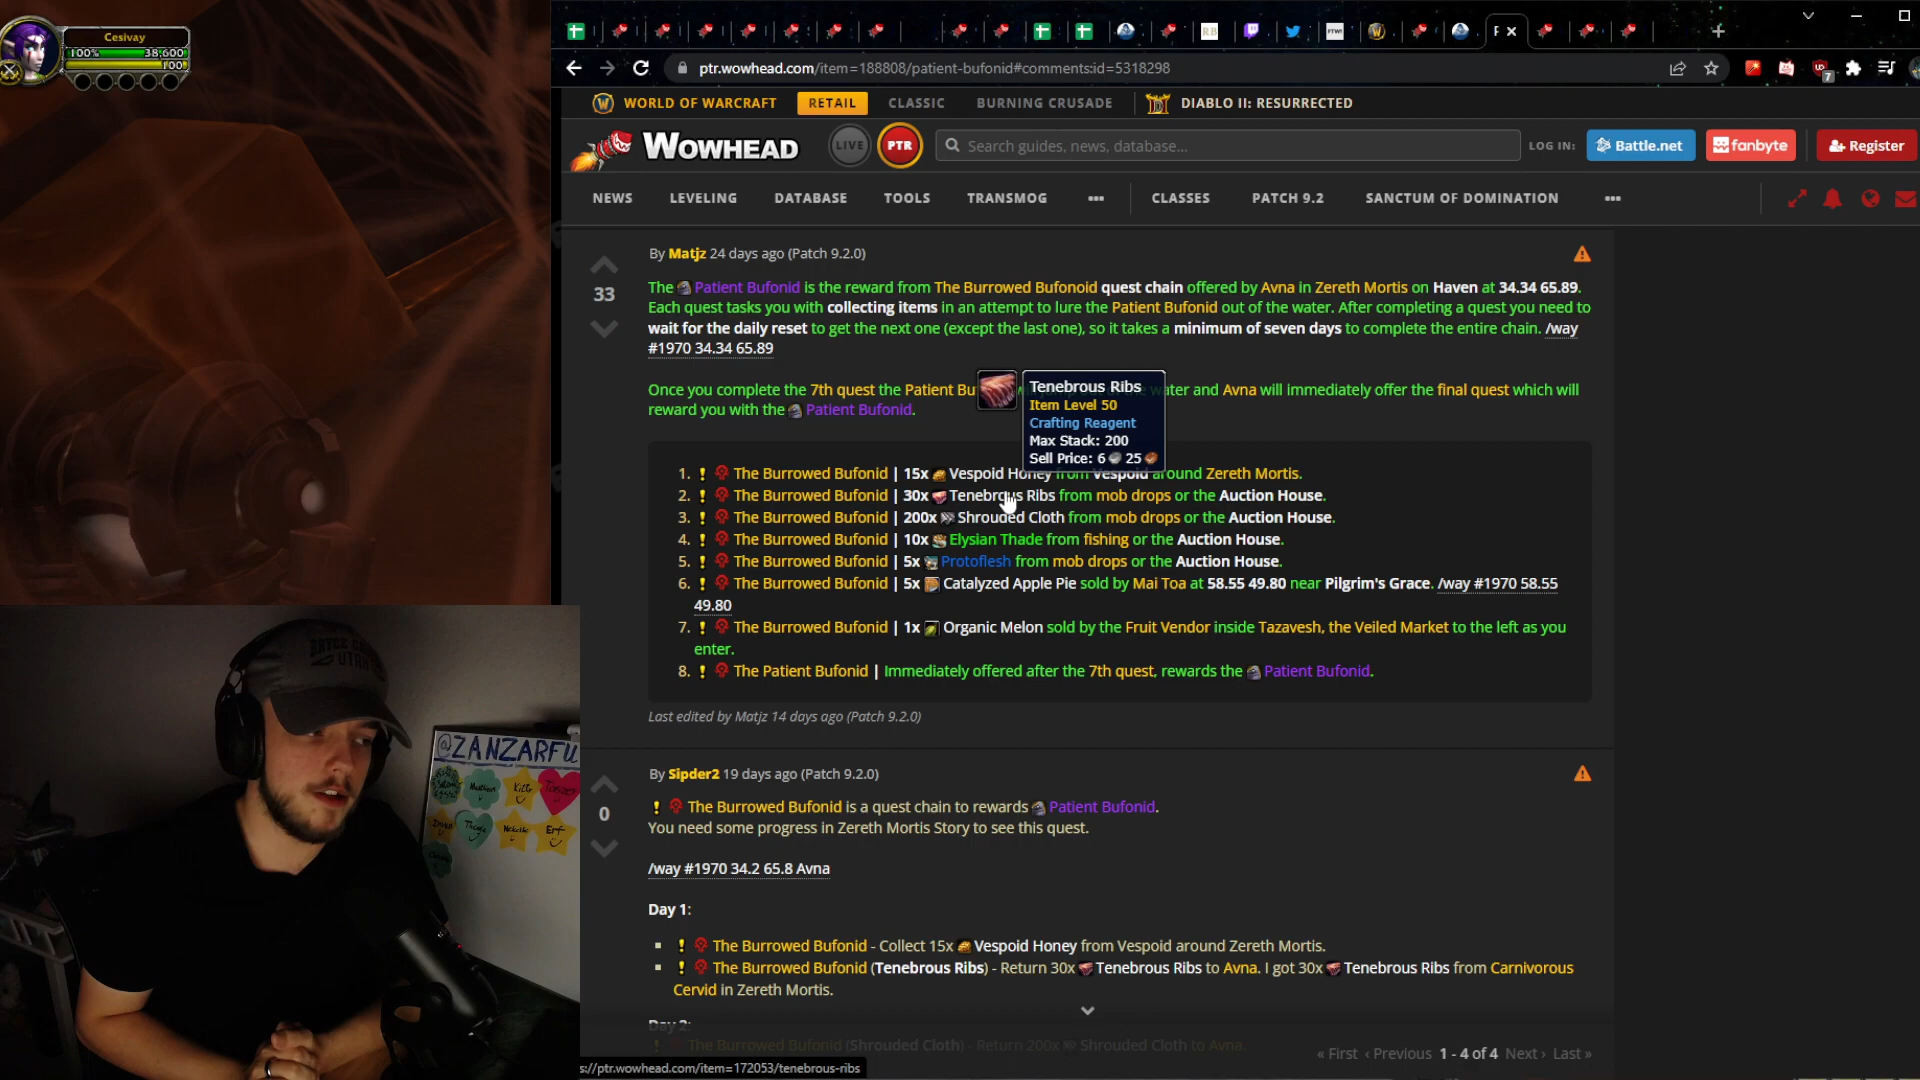 Cesivay
100% 38,600
100
ptr.wowhead.com/item=188808/patient-bufonid#comments:id=5318298
WORLD OF WARCRAFT RETAIL CLASSIC BURNING CRUSADE DIABLO II: RESURRECTED
WOWHEAD LIVE PTR Search guides, news, database... LOG IN: Battle.net fanbyte Register
NEWS LEVELING DATABASE TOOLS TRANSMOG ... CLASSES PATCH 9.2 SANCTUM OF DOMINATION ...
By Matjz 24 days ago (Patch 9.2.0)
33
The Patient Bufonid is the reward from The Burrowed Bufonoid quest chain offered by Avna in Zereth Mortis on Haven at 34.34 65.89.
Each quest tasks you with collecting items in an attempt to lure the Patient Bufonid out of the water. After completing a quest you need to
wait for the daily reset to get the next one (except the last one), so it takes a minimum of seven days to complete the entire chain. /way
#1970 34.34 65.89
Once you complete the 7th quest the Patient Bu ater and Avna will immediately offer the final quest which will
reward you with the Patient Bufonid.
Tenebrous Ribs
Item Level 50
Crafting Reagent
Max Stack: 200
Sell Price: 6 25
1. ! The Burrowed Bufonid | 15x Vespoid Honey from Vespoid around Zereth Mortis.
2. ! The Burrowed Bufonid | 30x Tenebrous Ribs from mob drops or the Auction House.
3. ! The Burrowed Bufonid | 200x Shrouded Cloth from mob drops or the Auction House.
4. ! The Burrowed Bufonid | 10x Elysian Thade from fishing or the Auction House.
5. ! The Burrowed Bufonid | 5x Protoflesh from mob drops or the Auction House.
6. ! The Burrowed Bufonid | 5x Catalyzed Apple Pie sold by Mai Toa at 58.55 49.80 near Pilgrim's Grace. /way #1970 58.55
49.80
7. ! The Burrowed Bufonid | 1x Organic Melon sold by the Fruit Vendor inside Tazavesh, the Veiled Market to the left as you
enter.
8. ! The Patient Bufonid | Immediately offered after the 7th quest, rewards the Patient Bufonid.
Last edited by Matjz 14 days ago (Patch 9.2.0)
By Sipder2 19 days ago (Patch 9.2.0)
0
! The Burrowed Bufonid is a quest chain to rewards Patient Bufonid.
You need some progress in Zereth Mortis Story to see this quest.
/way #1970 34.2 65.8 Avna
Day 1:
! The Burrowed Bufonid - Collect 15x Vespoid Honey from Vespoid around Zereth Mortis.
! The Burrowed Bufonid (Tenebrous Ribs) - Return 30x Tenebrous Ribs to Avna. I got 30x Tenebrous Ribs from Carnivorous
Cervid in Zereth Mortis.
Day 2:
! The Burrowed Bufonid (Shrouded Cloth) - Return 200x Shrouded Cloth to Avna.
« First ‹ Previous 1 - 4 of 4 Next › Last »
s://ptr.wowhead.com/item=172053/tenebrous-ribs
@ZANZARFU